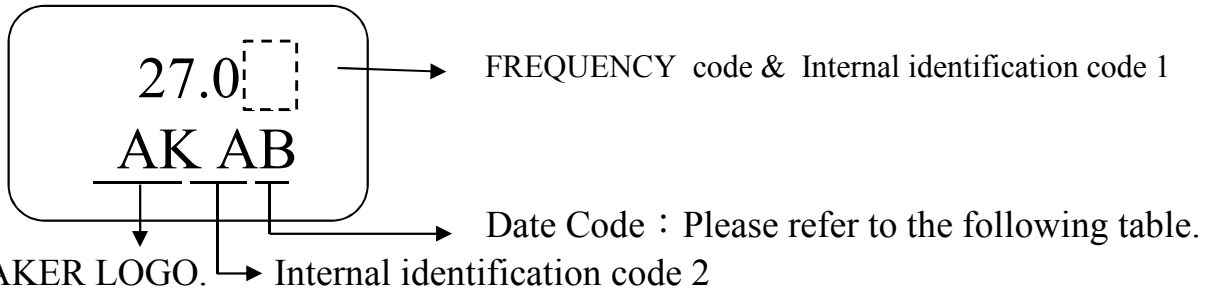 27.0
FREQUENCY code & Internal identification code 1
AK AB
Date Code：Please refer to the following table.
AKER LOGO. Internal identification code 2